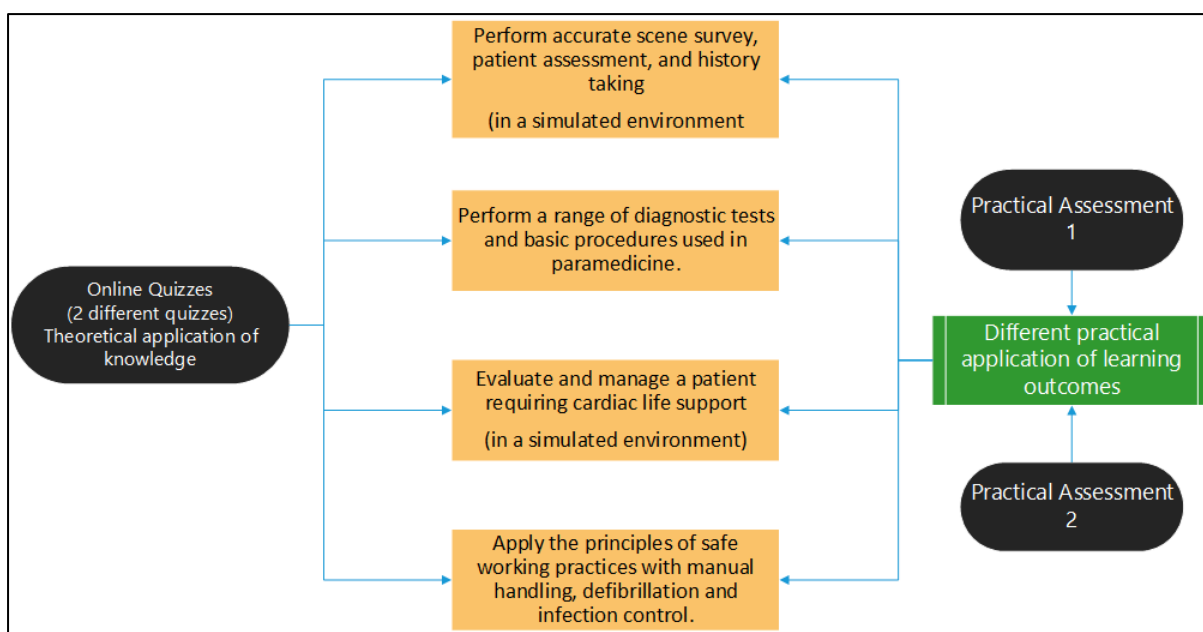 Perform accurate scene survey,
patient assessment, and history
taking
(in a simulated environment
Perform a range of diagnostic tests
and basic procedures used in
paramedicine.
Online Quizzes
(2 different quizzes)
Theoretical application of
knowledge
Evaluate and manage a patient
requiring cardiac life support
(in a simulated environment)
Apply the principles of safe
working practices with manual
handling, defibrillation and
infection control.
Practical Assessment
1
Different practical
application of learning
outcomes
Practical Assessment
2